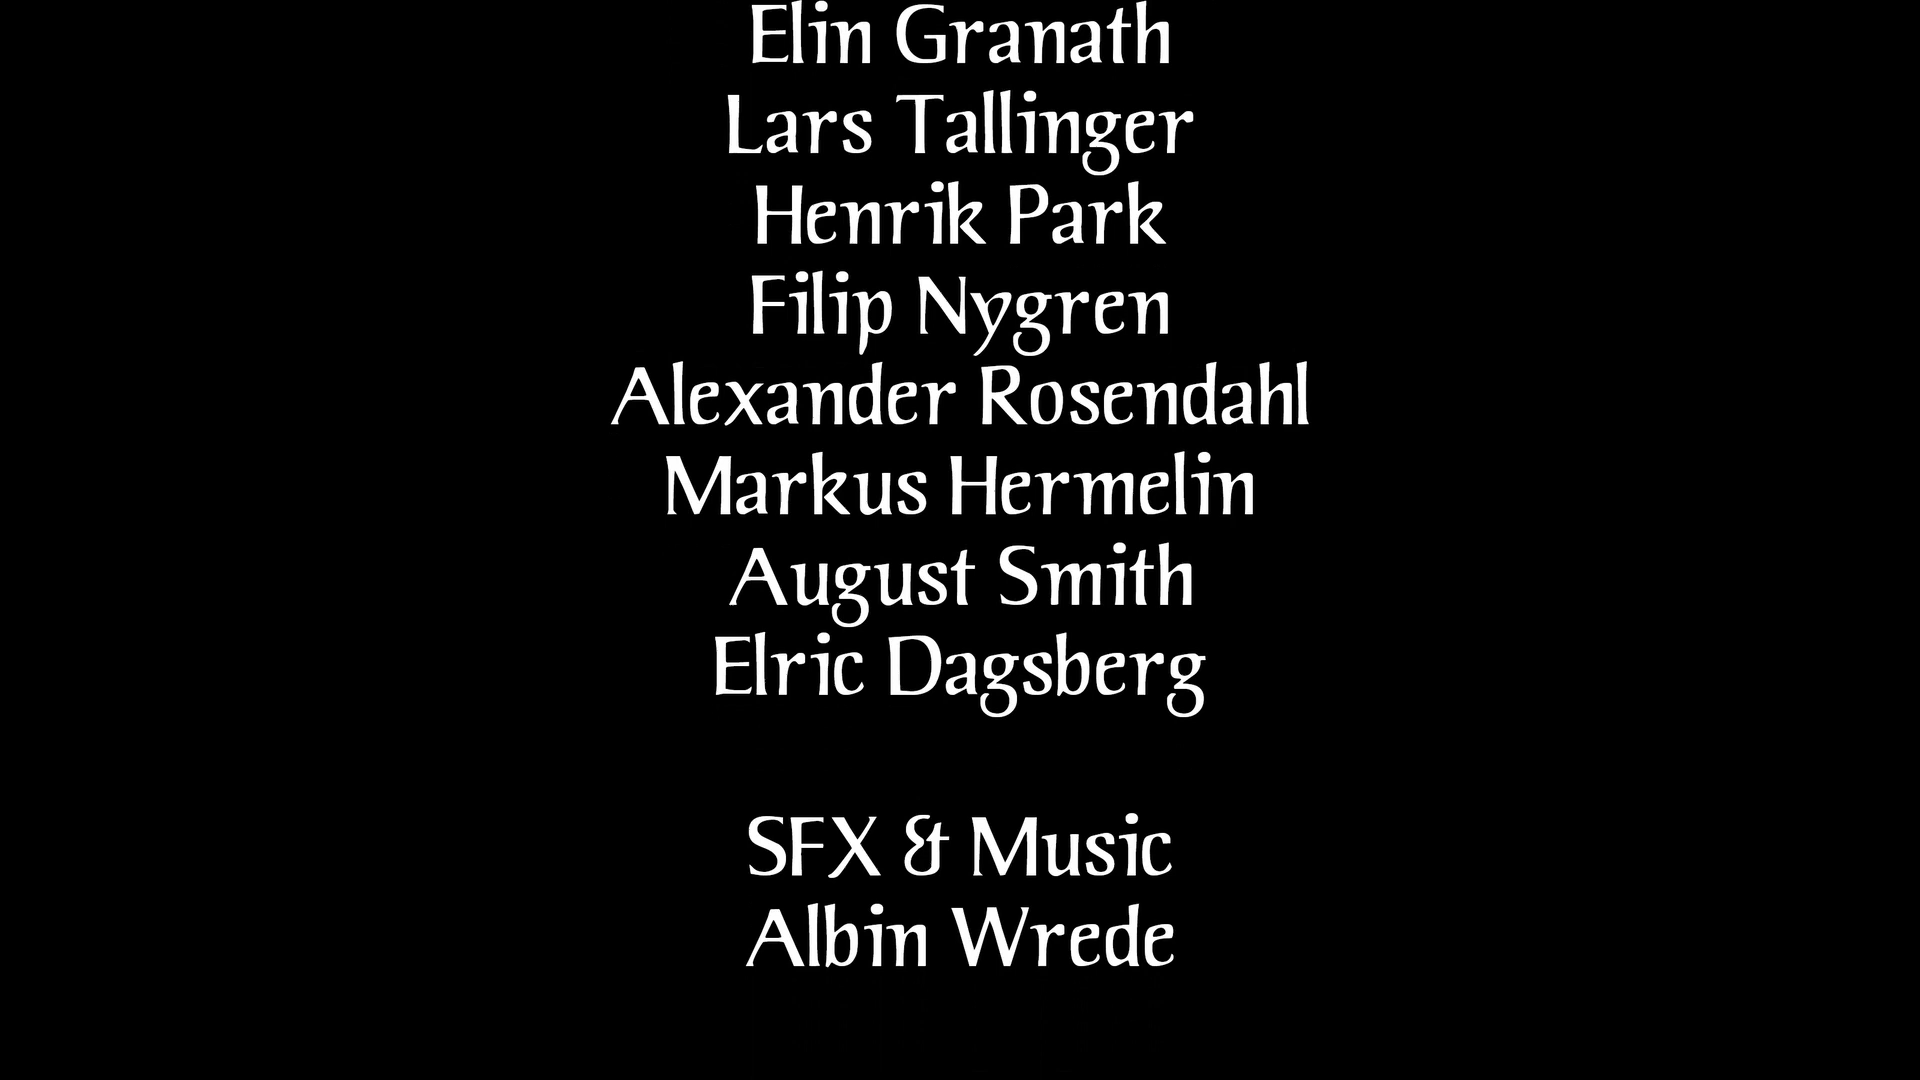 Elin Granath
Lars Tallinger
Henrik Park
Filip Nygren
Alexander Rosendahl
Markus Hermelin
August Smith
Elric Dagsberg
SFX & Music
Albin Wrede